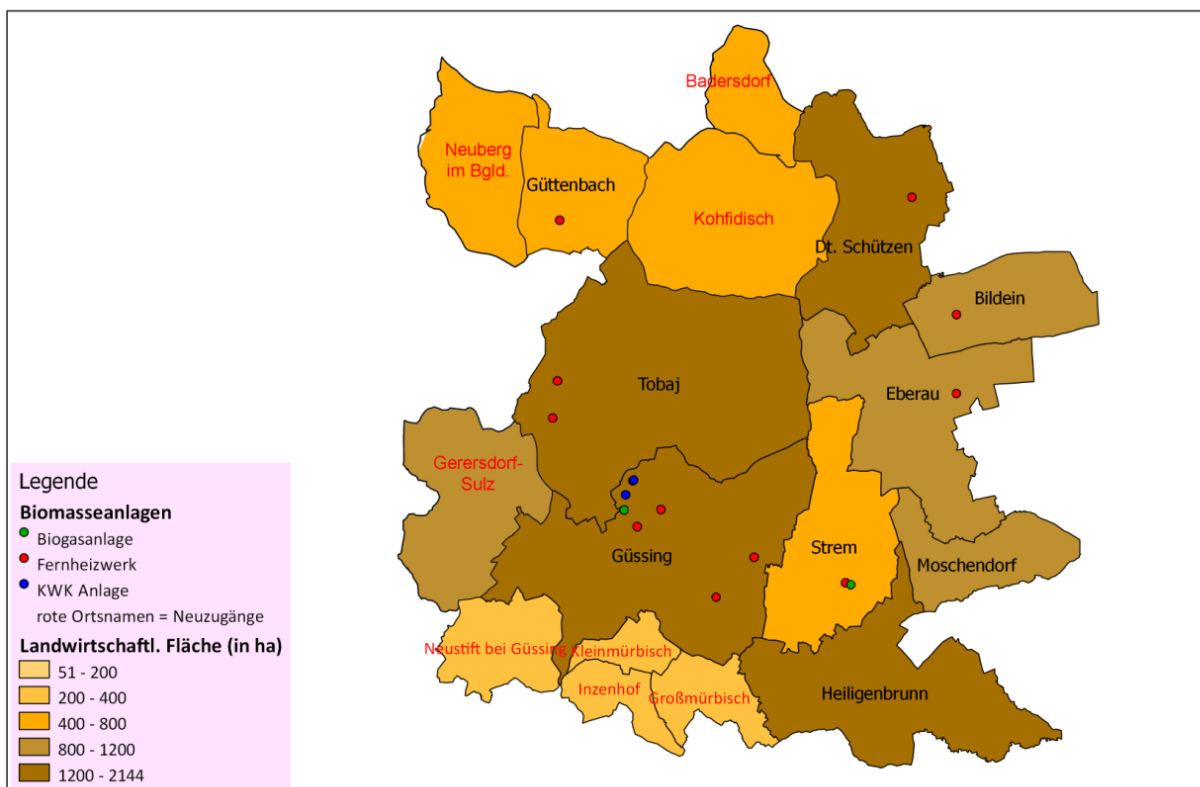 Badersdorf
Neuberg
im Bgld.
Güttenbach
Kohfidisch
Dt. Schützen
Bildein
Tobaj
Eberau
Gerersdorf-
Sulz
Güssing
Strem
Moschendorf
Neustift bei Güssing
Kleinmürbisch
Inzenhof
Großmürbisch
Heiligenbrunn
Legende
Biomasseanlagen
Biogasanlage
Fernheizwerk
KWK Anlage
rote Ortsnamen = Neuzugänge
Landwirtschaftl. Fläche (in ha)
51 - 200
200 - 400
400 - 800
800 - 1200
1200 - 2144